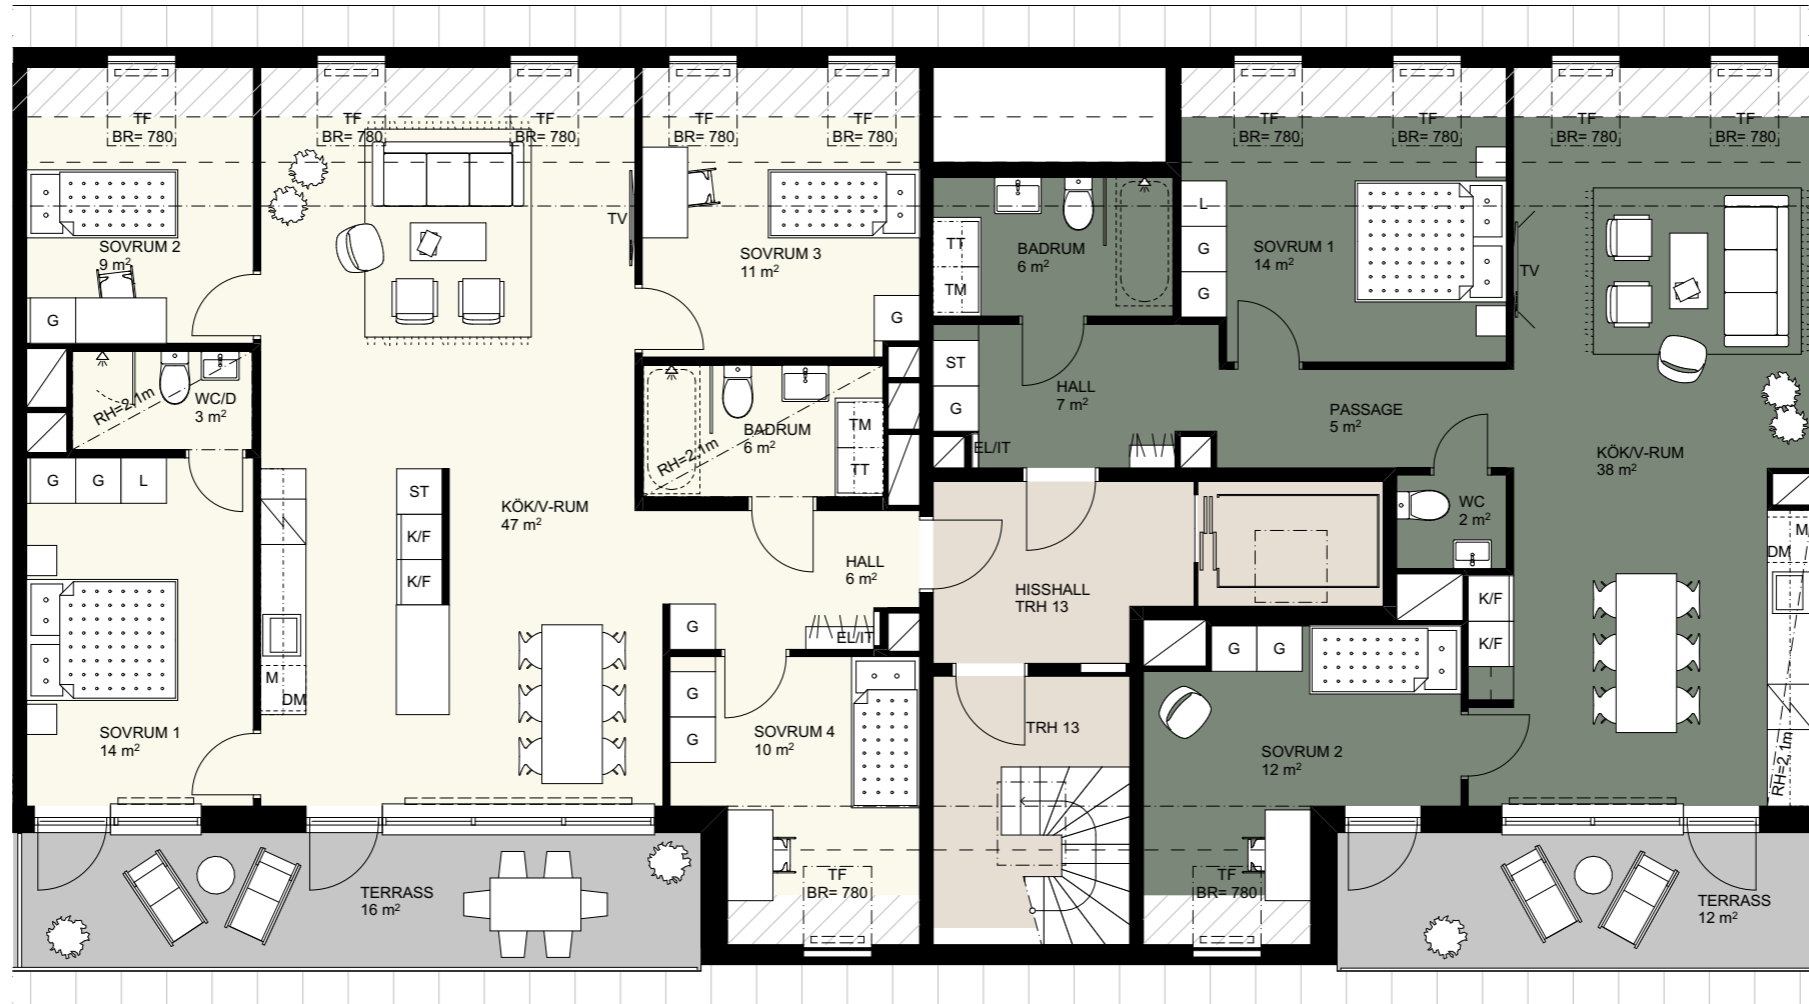 TF
BR= 780
TF
BR= 780
TF
BR= 780
TF
BR= 780
TF
BR= 780
TF
BR= 780
TF
BR= 780
TF
BR= 780
TF
BR= 780
SOVRUM 2
9 m²
G
TV
SOVRUM 3
11 m²
G
TT
TM
BADRUM
6 m²
L
G
G
SOVRUM 1
14 m²
TV
RH=2.1m
WC/D
3 m²
G
G
L
ST
K/F
K/F
KÖK/V-RUM
47 m²
RH=2.1m
BADRUM
6 m²
TM
TT
ST
G
EL/IT
HALL
7 m²
PASSAGE
5 m²
KÖK/V-RUM
38 m²
WC
2 m²
M
DM
HALL
6 m²
EL/IT
G
HISSHALL
TRH 13
K/F
K/F
G
G
M
DM
SOVRUM 1
14 m²
G
G
SOVRUM 4
10 m²
TRH 13
SOVRUM 2
12 m²
RH=2.1m
TERRASS
16 m²
TF
BR= 780
TF
BR= 780
TERRASS
12 m²